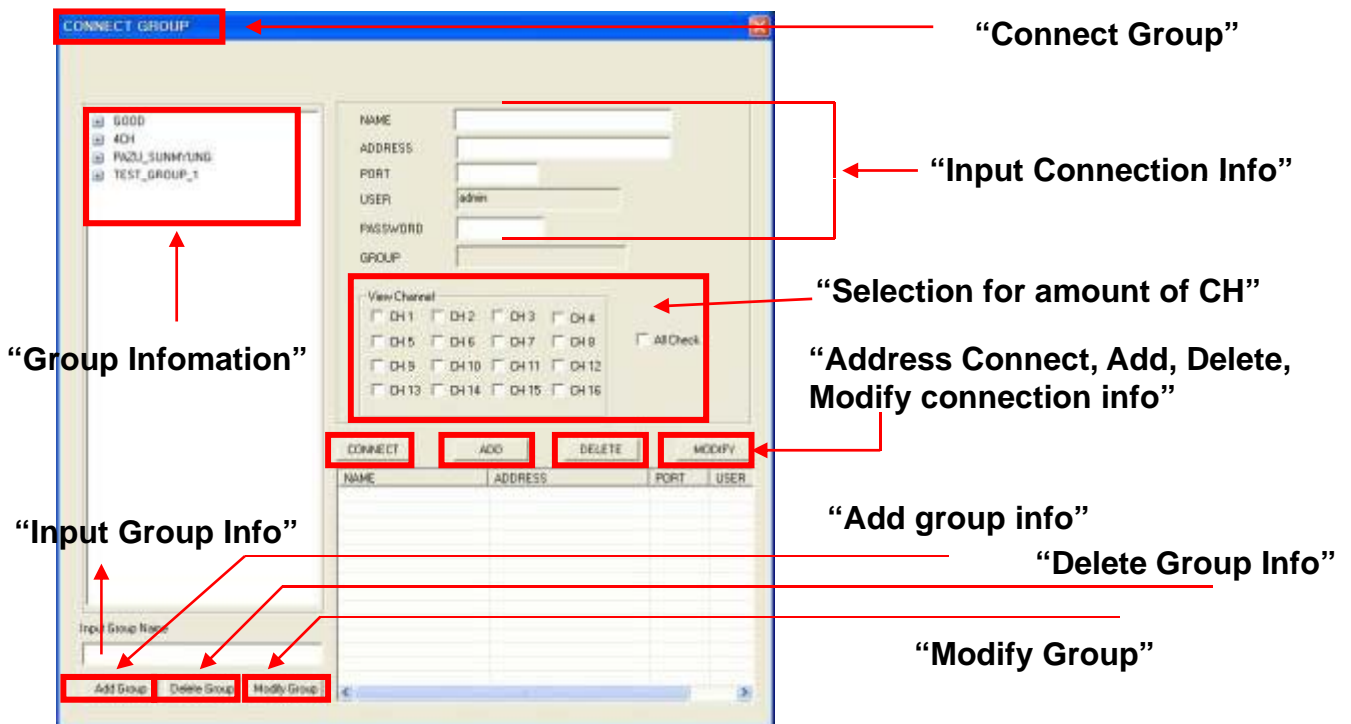 CONNECT GROUP
“Connect Group”
GOOD
4CH
PAZU_SUNMYUNG
TEST_GROUP_1
NAME
ADDRESS
PORT
USER admin
PASSWORD
GROUP
“Input Connection Info”
View Channel
CH 1 CH 2 CH 3 CH 4
CH 5 CH 6 CH 7 CH 8 All Check
CH 9 CH 10 CH 11 CH 12
CH 13 CH 14 CH 15 CH 16
“Selection for amount of CH”
“Group Infomation”
“Address Connect, Add, Delete,
Modify connection info”
CONNECT ADD DELETE MODIFY
NAME ADDRESS PORT USER
“Input Group Info”
“Add group info”
“Delete Group Info”
Input Group Name
“Modify Group”
Add Group Delete Group Modify Group